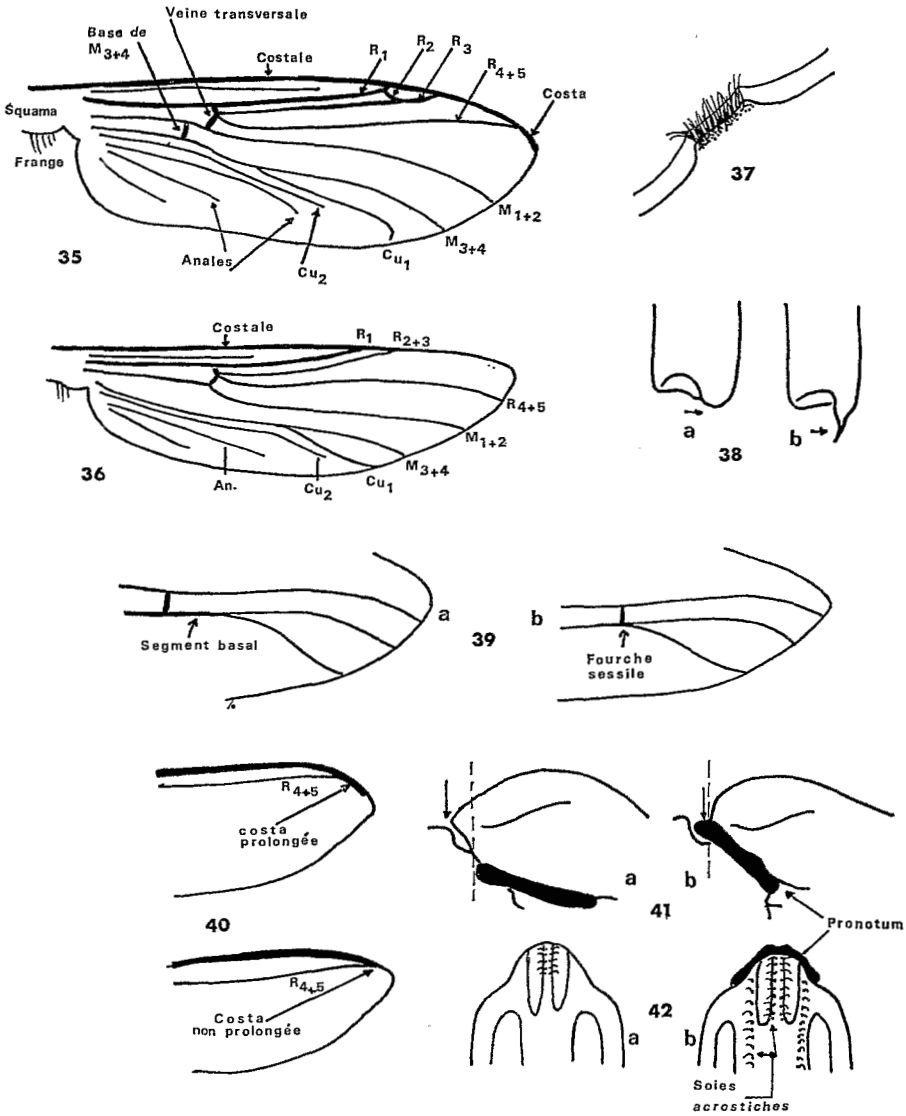 Veine transversale
Base de
M3+4
Costale
R1
R2
R3
R4+5
Costa
Squama
Frange
37
M1+2
M3+4
35
Anales
Cu2
Cu1
Costale
R1
R2+3
R4+5
a
b
38
M1+2
M3+4
36
An.
Cu2
Cu1
a
b
39
Segment basal
Fourche
sessile
R4+5
costa
prolongée
a
b
40
41
Pronotum
R4+5
Costa
non prolongée
42
a
b
Soies
acrostiches